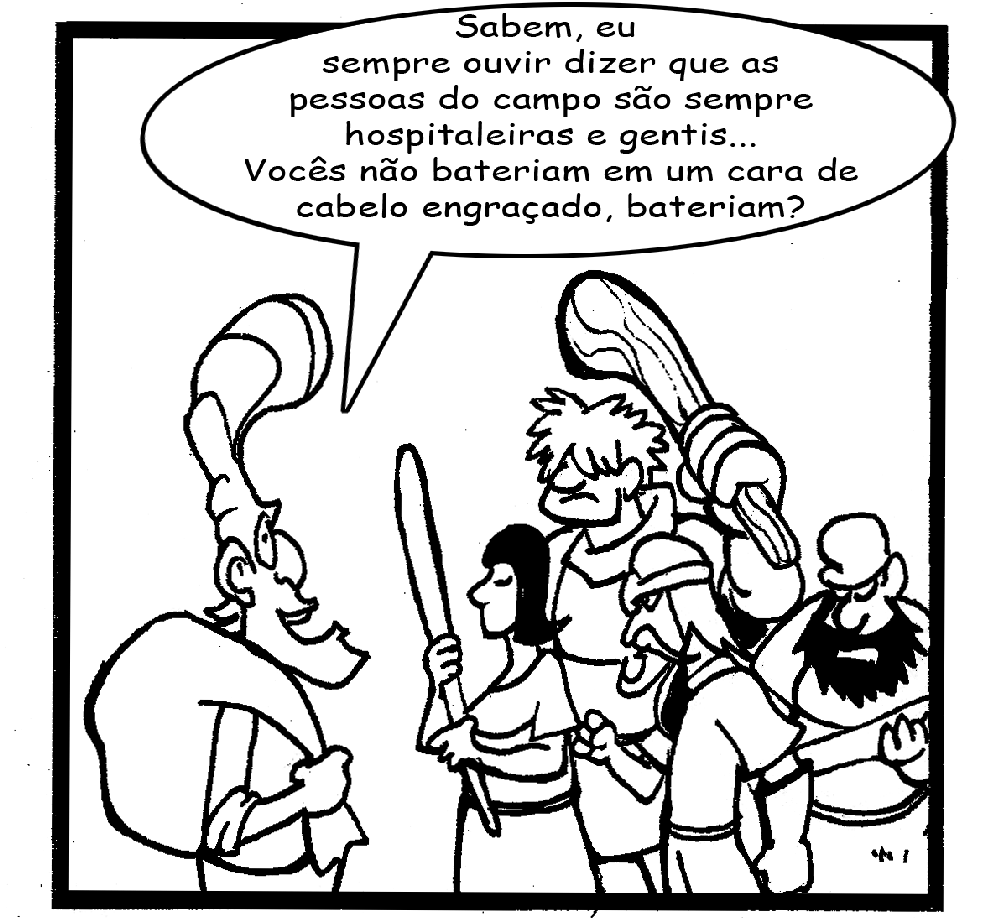 Sabem, eu
sempre ouvir dizer que as
pessoas do campo são sempre
hospitaleiras e gentis...
Vocês não bateriam em um cara de
cabelo engraçado, bateriam?